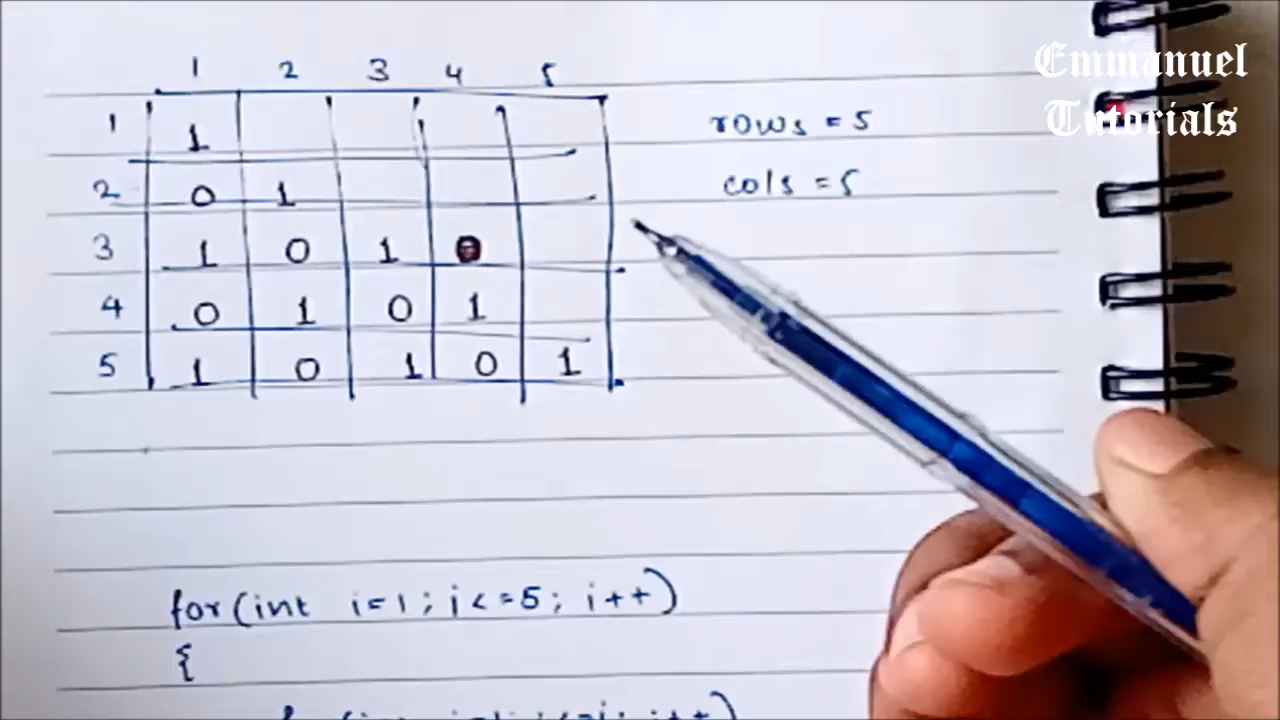 Emmanuel
Tutorials
1 2 3 4 5
1 1
2 0 1
3 1 0 1
4 0 1 0 1
5 1 0 1 0 1
rows = 5
cols = 5
for(int i=1; i<=5; i++)
{